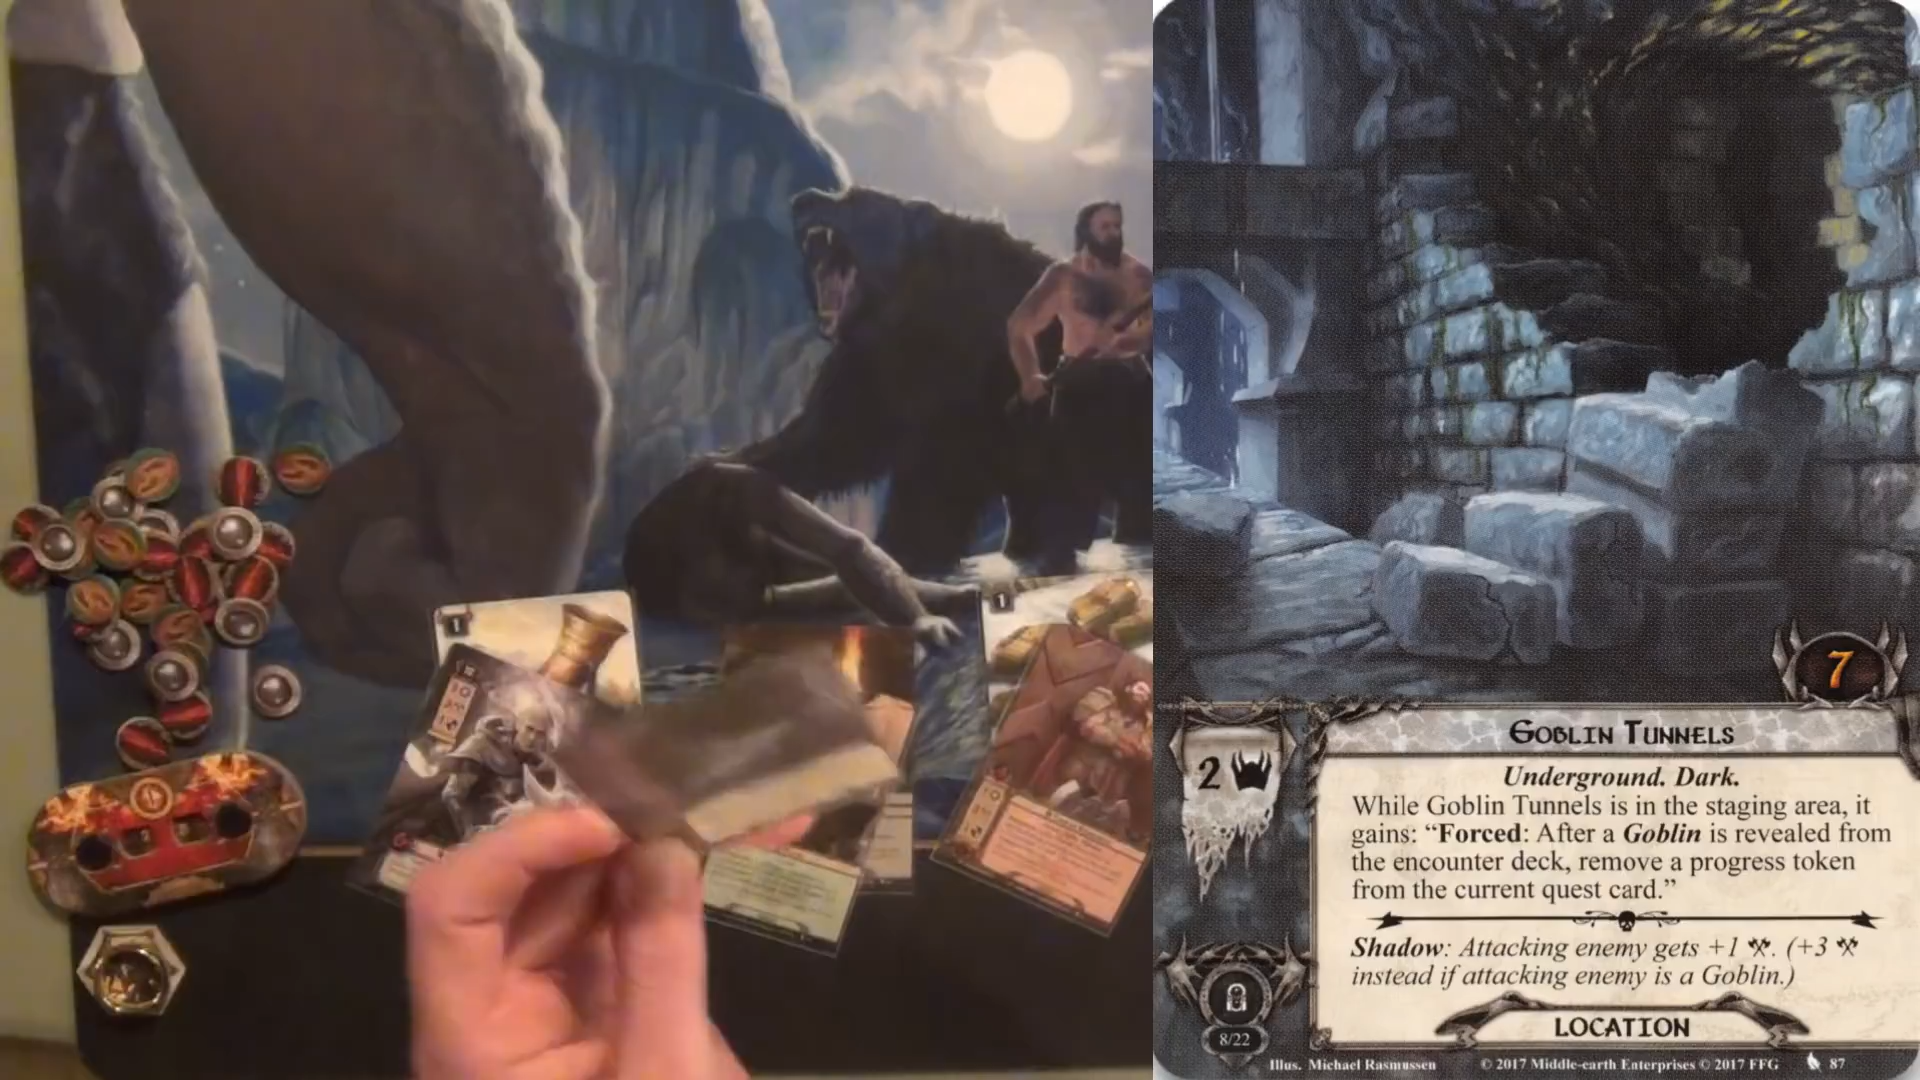 1
1
7
GOBLIN TUNNELS
2
Underground. Dark.
While Goblin Tunnels is in the staging area, it
gains: “Forced: After a Goblin is revealed from
the encounter deck, remove a progress token
from the current quest card.”
Shadow: Attacking enemy gets +1 . (+3
instead if attacking enemy is a Goblin.)
LOCATION
8/22
Illus. Michael Rasmussen
© 2017 Middle-earth Enterprises © 2017 FFG
87